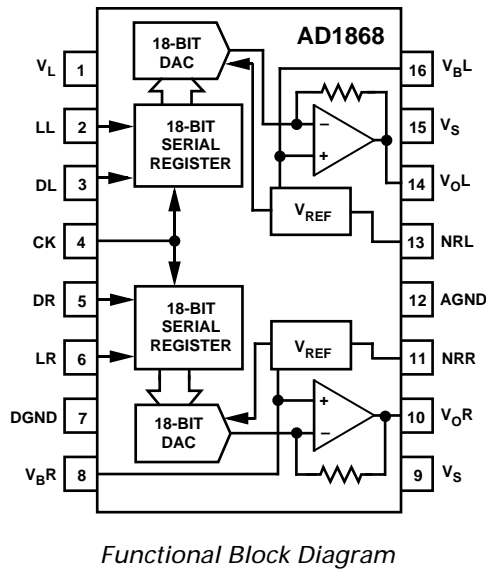 AD1868
VL 1
LL 2
DL 3
CK 4
DR 5
LR 6
DGND 7
VBR 8
18-BIT
DAC
18-BIT
SERIAL
REGISTER
18-BIT
SERIAL
REGISTER
18-BIT
DAC
−
+
VREF
VREF
+
−
16 VBL
15 VS
14 VOL
13 NRL
12 AGND
11 NRR
10 VOR
9 VS
Functional Block Diagram